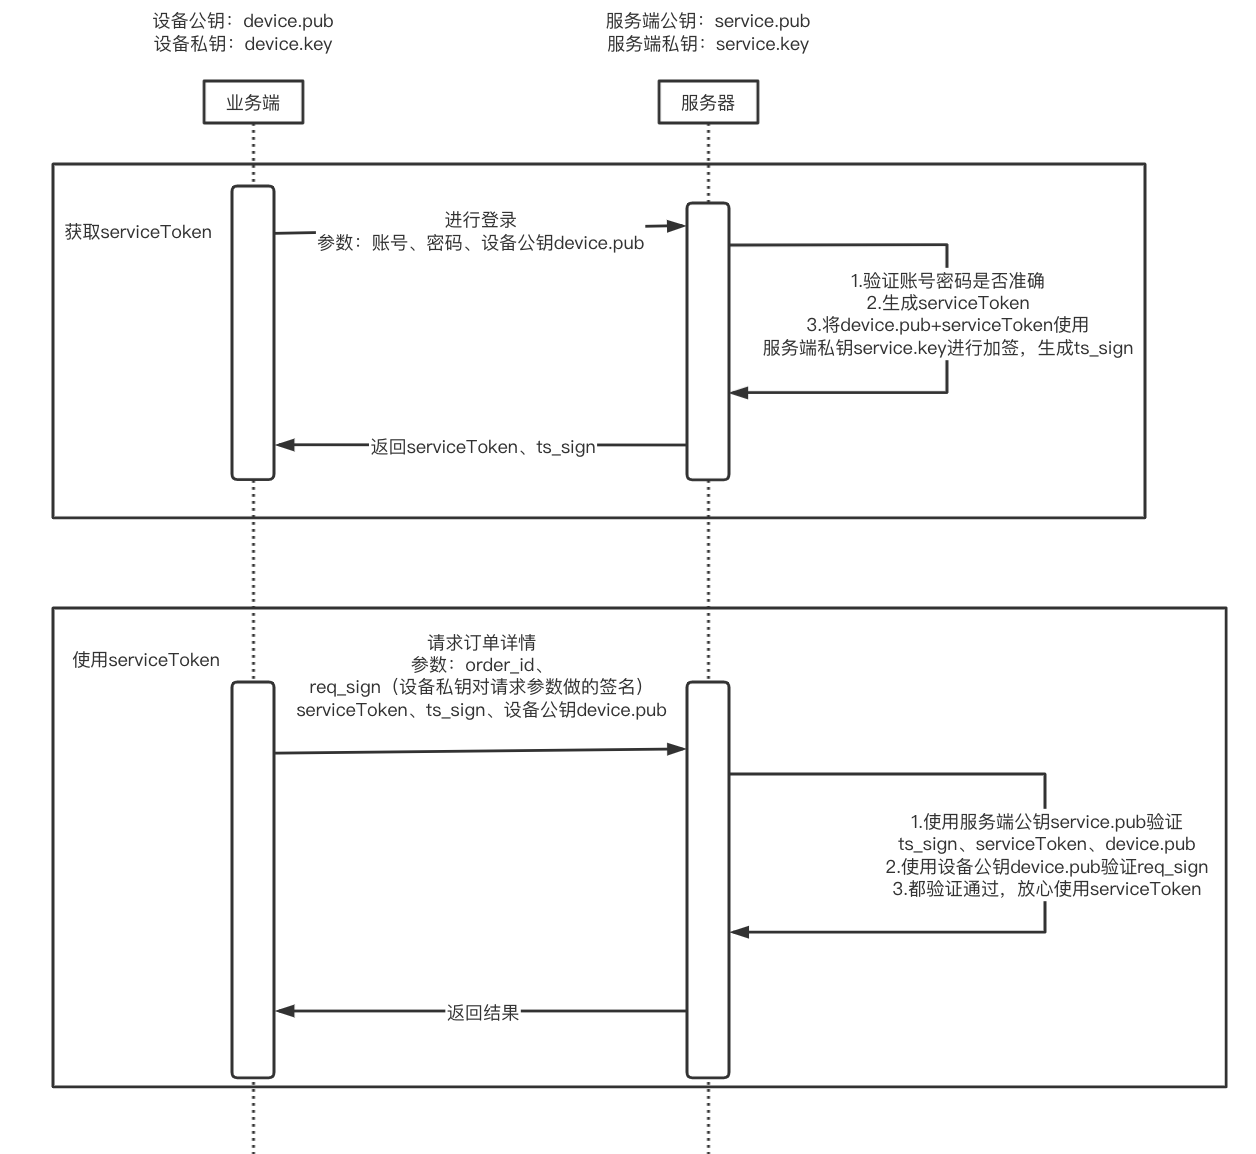 设备公钥：device.pub
设备私钥：device.key
服务端公钥：service.pub
服务端私钥：service.key
业务端
服务器
获取serviceToken
进行登录
参数：账号、密码、设备公钥device.pub
1.验证账号密码是否准确
2.生成serviceToken
3.将device.pub+serviceToken使用
服务端私钥service.key进行加签，生成ts_sign
返回serviceToken、ts_sign
使用serviceToken
请求订单详情
参数：order_id、
req_sign（设备私钥对请求参数做的签名）
serviceToken、ts_sign、设备公钥device.pub
1.使用服务端公钥service.pub验证
ts_sign、serviceToken、device.pub
2.使用设备公钥device.pub验证req_sign
3.都验证通过，放心使用serviceToken
返回结果